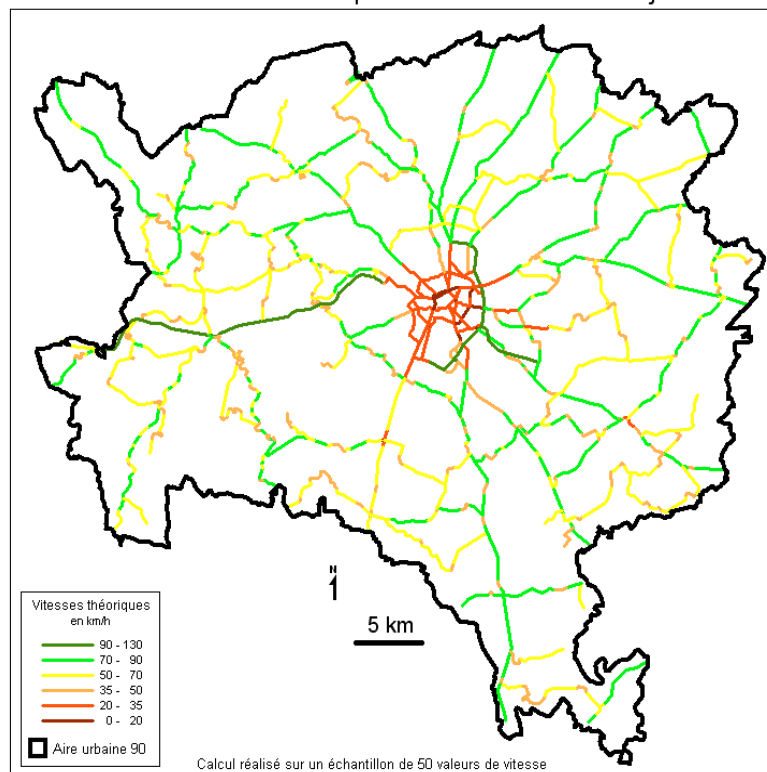 N
5 km
Vitesses théoriques
en km/h
90 - 130
70 - 90
50 - 70
35 - 50
20 - 35
0 - 20
Aire urbaine 90
Calcul réalisé sur un échantillon de 50 valeurs de vitesse